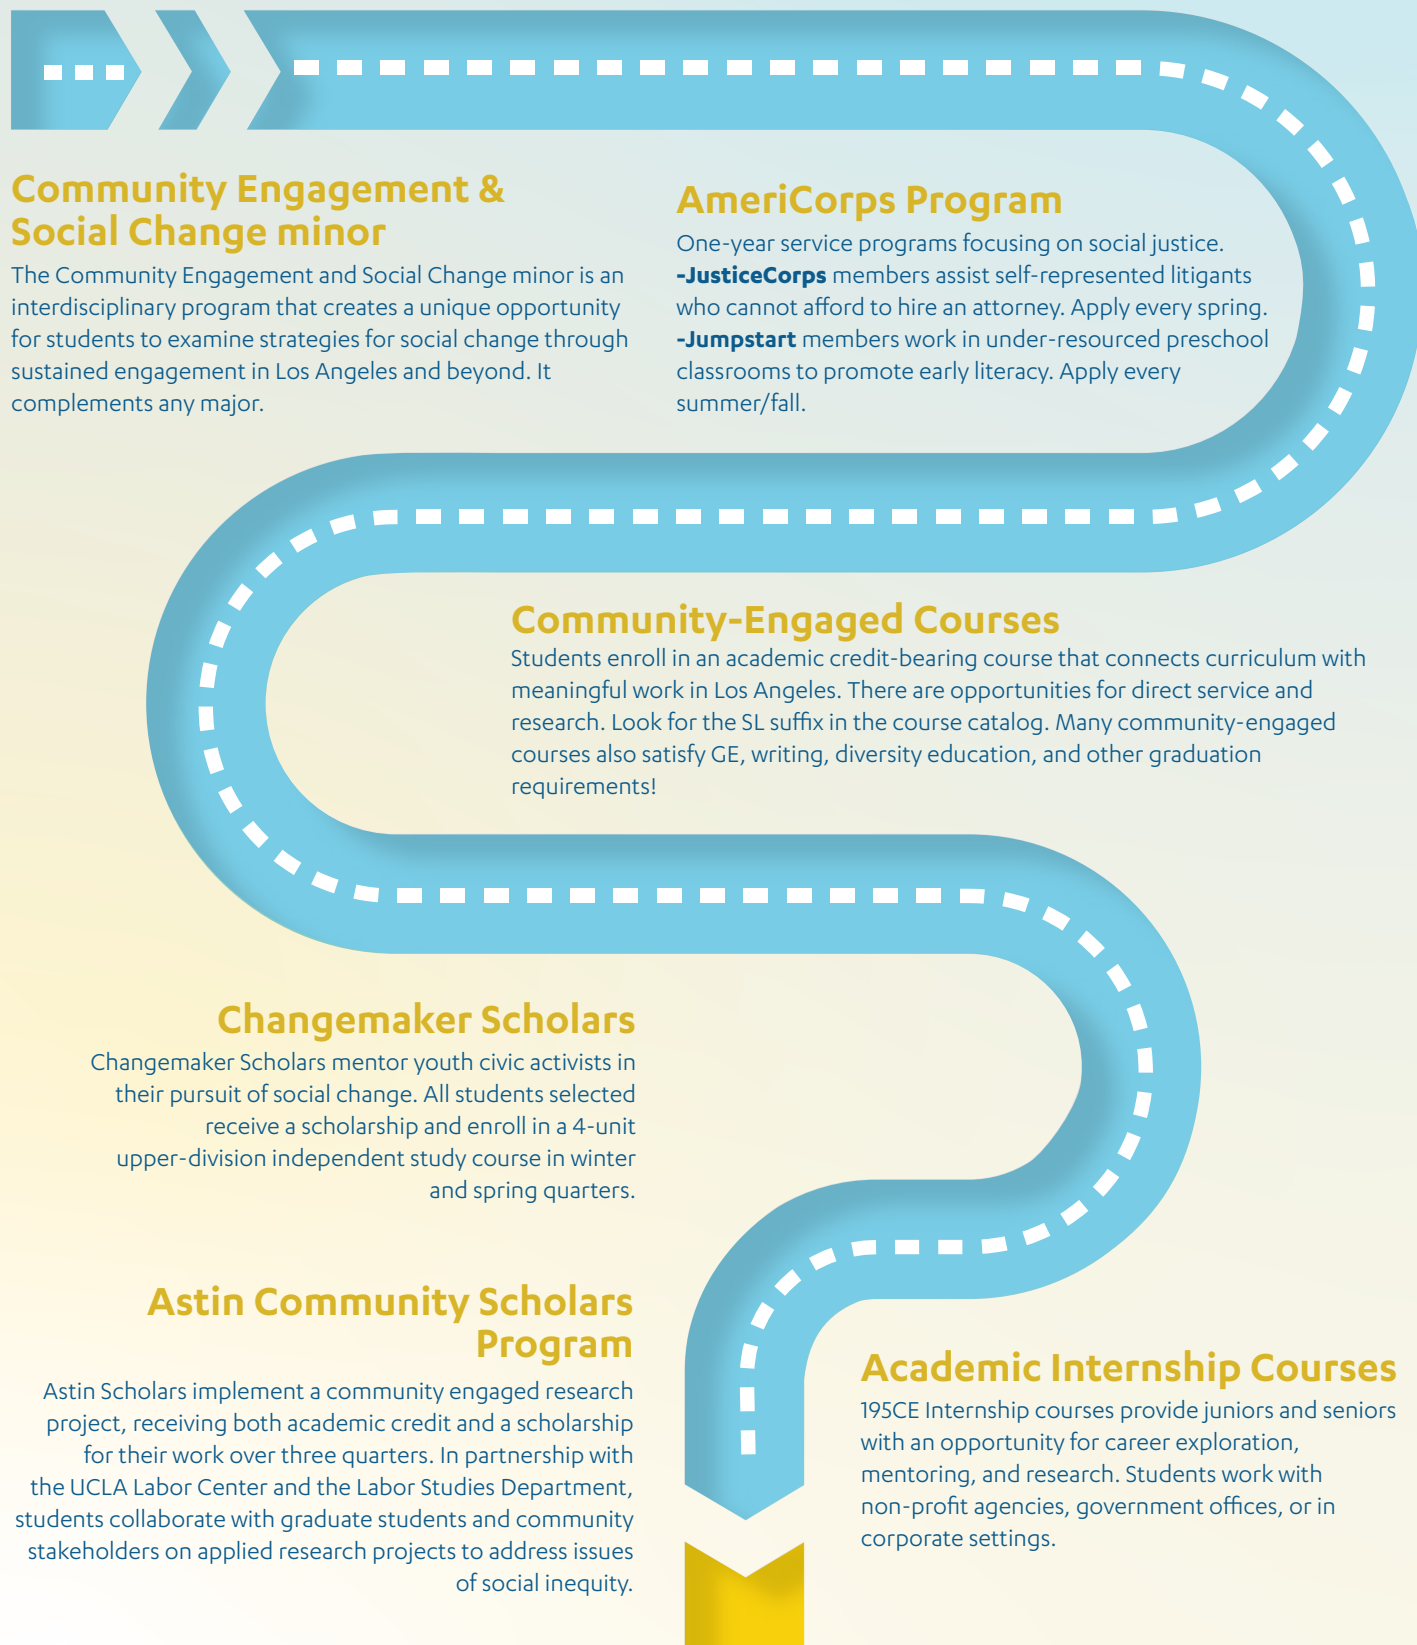 Community Engagement &
Social Change minor
The Community Engagement and Social Change minor is an
interdisciplinary program that creates a unique opportunity
for students to examine strategies for social change through
sustained engagement in Los Angeles and beyond. It
complements any major.
AmeriCorps Program
One-year service programs focusing on social justice.
-JusticeCorps members assist self-represented litigants
who cannot afford to hire an attorney. Apply every spring.
-Jumpstart members work in under-resourced preschool
classrooms to promote early literacy. Apply every
summer/fall.
Community-Engaged Courses
Students enroll in an academic credit-bearing course that connects curriculum with
meaningful work in Los Angeles. There are opportunities for direct service and
research. Look for the SL suffix in the course catalog. Many community-engaged
courses also satisfy GE, writing, diversity education, and other graduation
requirements!
Changemaker Scholars
Changemaker Scholars mentor youth civic activists in
their pursuit of social change. All students selected
receive a scholarship and enroll in a 4-unit
upper-division independent study course in winter
and spring quarters.
Astin Community Scholars
Program
Astin Scholars implement a community engaged research
project, receiving both academic credit and a scholarship
for their work over three quarters. In partnership with
the UCLA Labor Center and the Labor Studies Department,
students collaborate with graduate students and community
stakeholders on applied research projects to address issues
of social inequity.
Academic Internship Courses
195CE Internship courses provide juniors and seniors
with an opportunity for career exploration,
mentoring, and research. Students work with
non-profit agencies, government offices, or in
corporate settings.